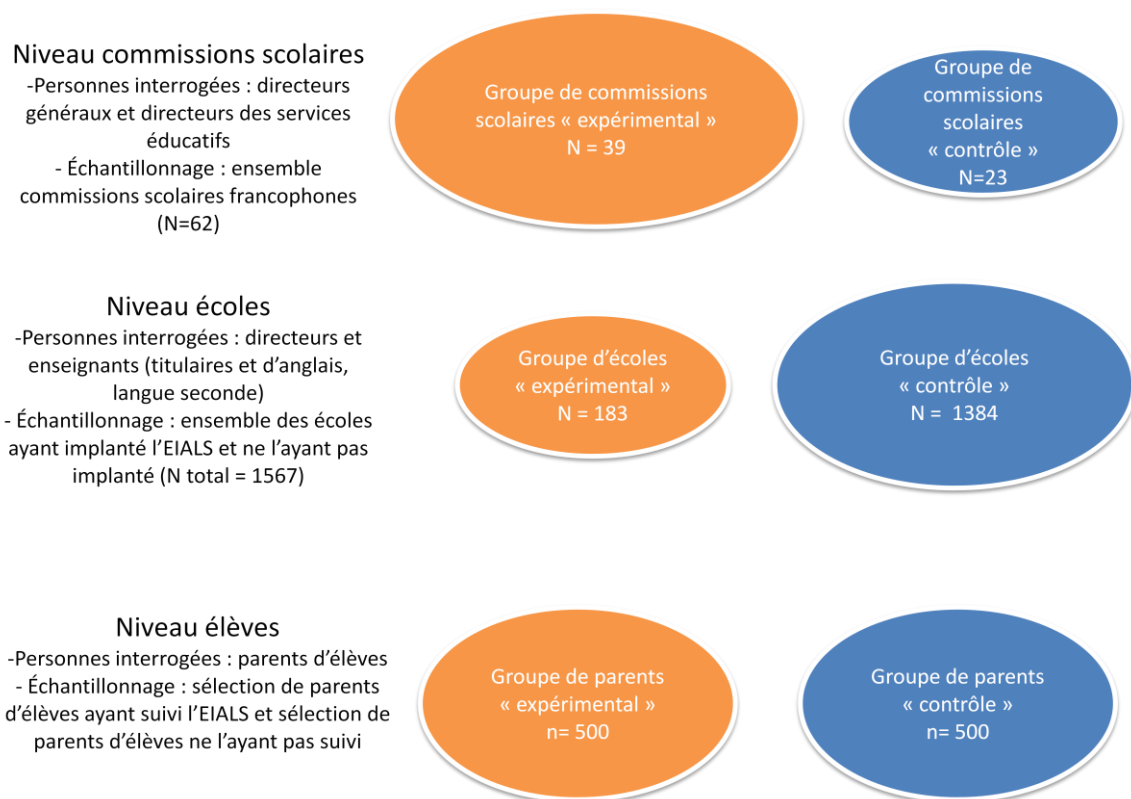 Niveau commissions scolaires
-Personnes interrogées : directeurs
généraux et directeurs des services
éducatifs
- Échantillonnage : ensemble
commissions scolaires francophones
(N=62)
Groupe de commissions
scolaires « expérimental »
N = 39
Groupe de
commissions
scolaires
« contrôle »
N=23
Niveau écoles
-Personnes interrogées : directeurs et
enseignants (titulaires et d’anglais,
langue seconde)
- Échantillonnage : ensemble des écoles
ayant implanté l’EIALS et ne l’ayant pas
implanté (N total = 1567)
Groupe d’écoles
« expérimental »
N = 183
Groupe d’écoles
« contrôle »
N = 1384
Niveau élèves
-Personnes interrogées : parents d’élèves
- Échantillonnage : sélection de parents
d’élèves ayant suivi l’EIALS et sélection de
parents d’élèves ne l’ayant pas suivi
Groupe de parents
« expérimental »
n= 500
Groupe de parents
« contrôle »
n= 500